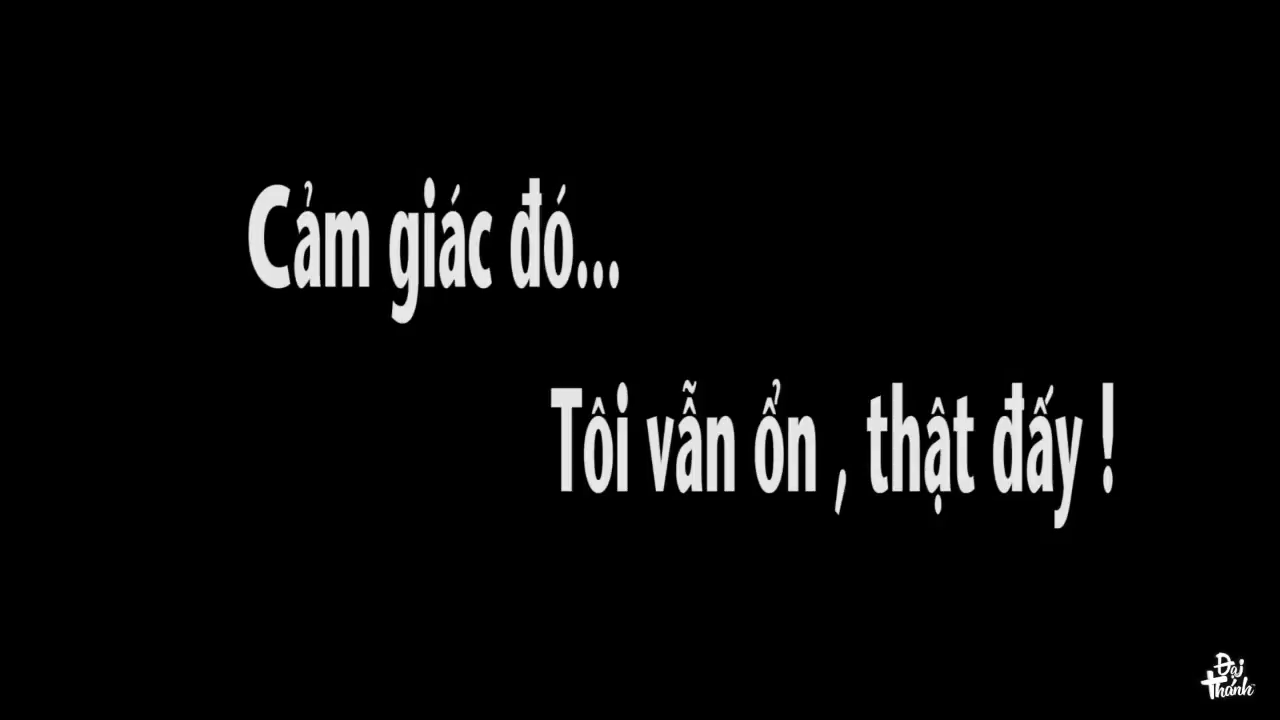 Cảm giác đó...
Tôi vẫn ổn , thật đấy !
Đại
Thánh